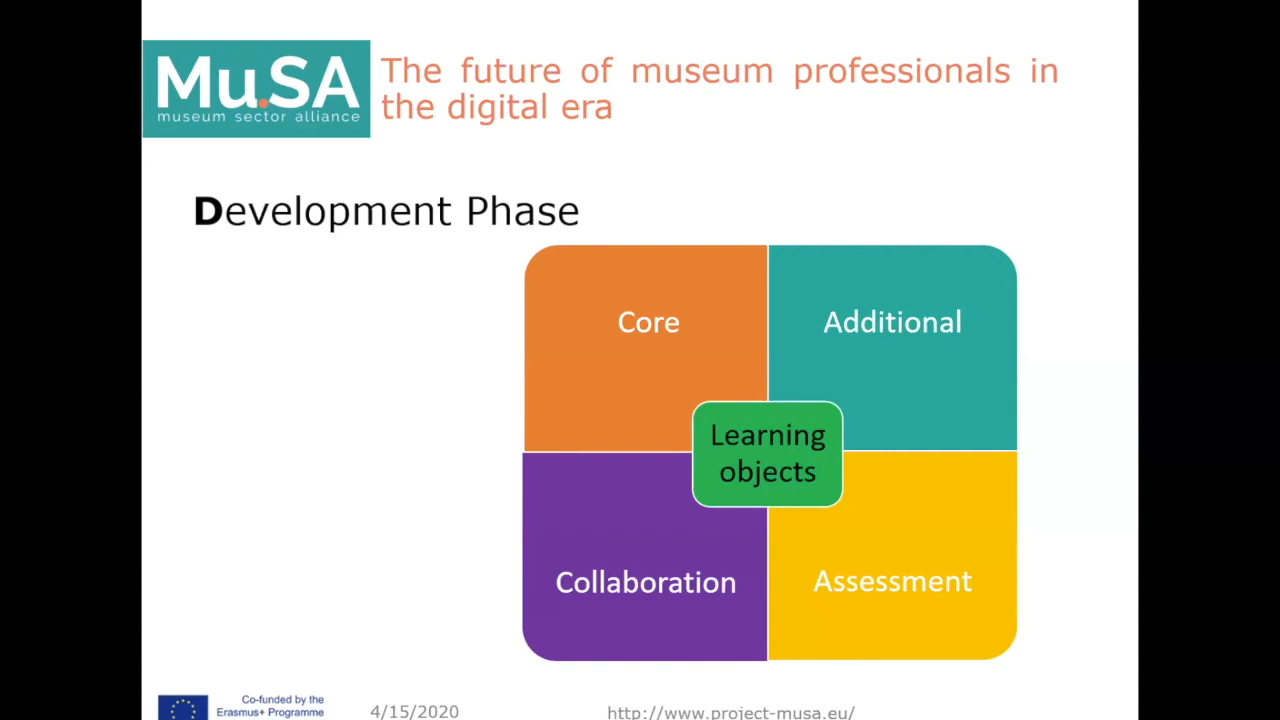 Mu.SA
museum sector alliance
The future of museum professionals in
the digital era
Development Phase
Core
Additional
Learning
objects
Collaboration
Assessment
Co-funded by the
Erasmus+ Programme
4/15/2020
http://www.project-musa.eu/